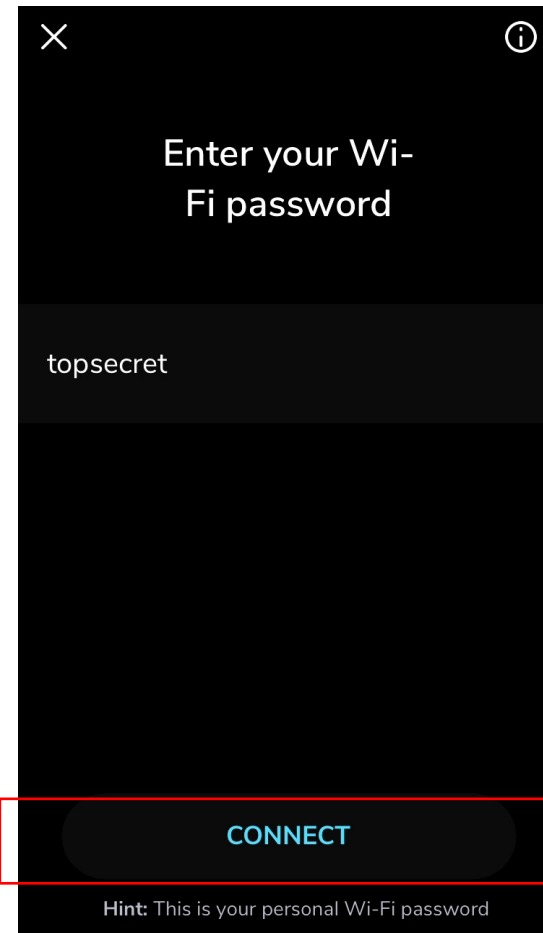 Enter your Wi-
Fi password
topsecret
CONNECT
Hint: This is your personal Wi-Fi password